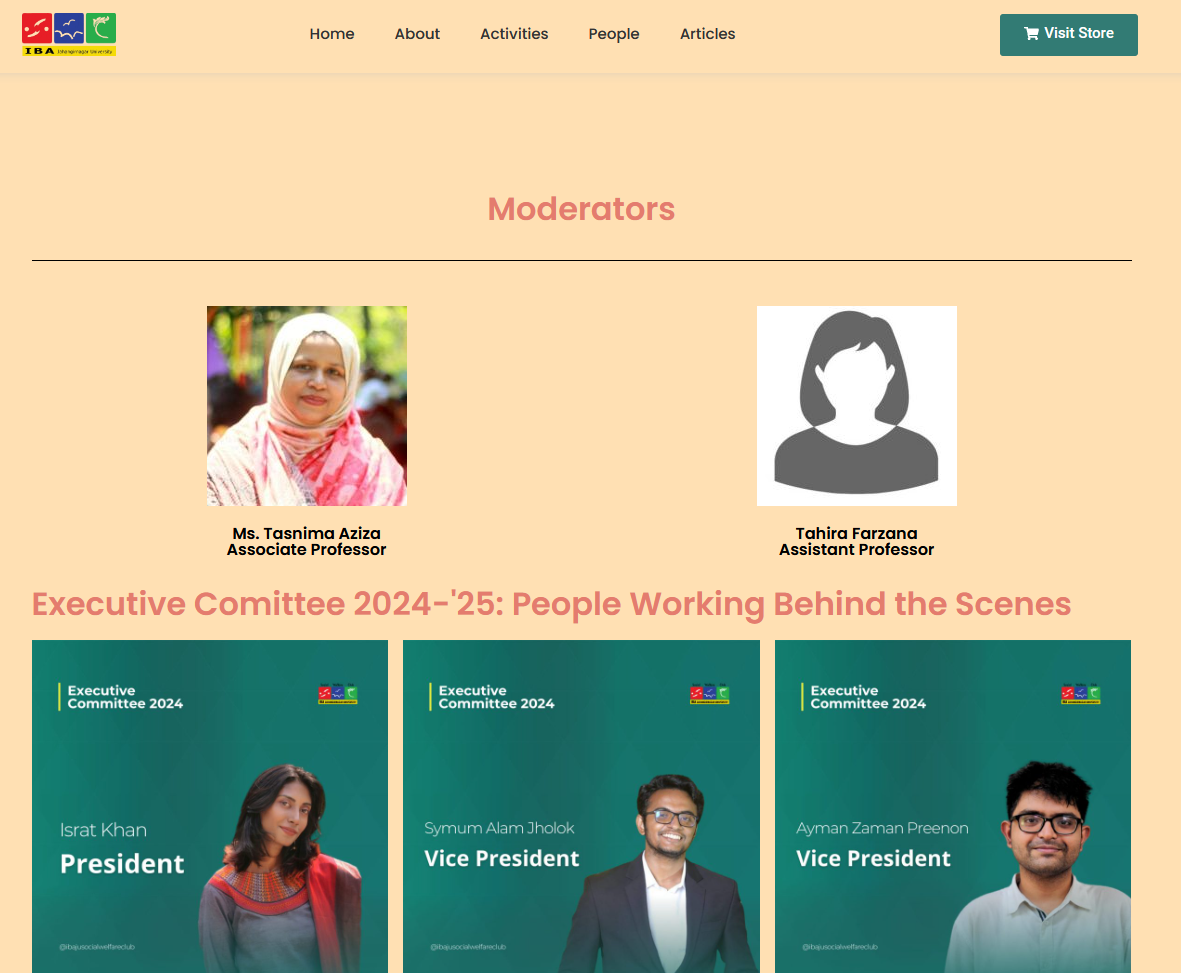 IBA Jahangirnagar University
Home
About
Activities
People
Articles
Visit Store
Moderators
Ms. Tasnima Aziza
Associate Professor
Tahira Farzana
Assistant Professor
Executive Comittee 2024-'25: People Working Behind the Scenes
Executive
Committee 2024
Israt Khan
President
@ibajusocialwelfareclub
Executive
Committee 2024
Symum Alam Jholok
Vice President
@ibajusocialwelfareclub
Executive
Committee 2024
Ayman Zaman Preenon
Vice President
@ibajusocialwelfareclub